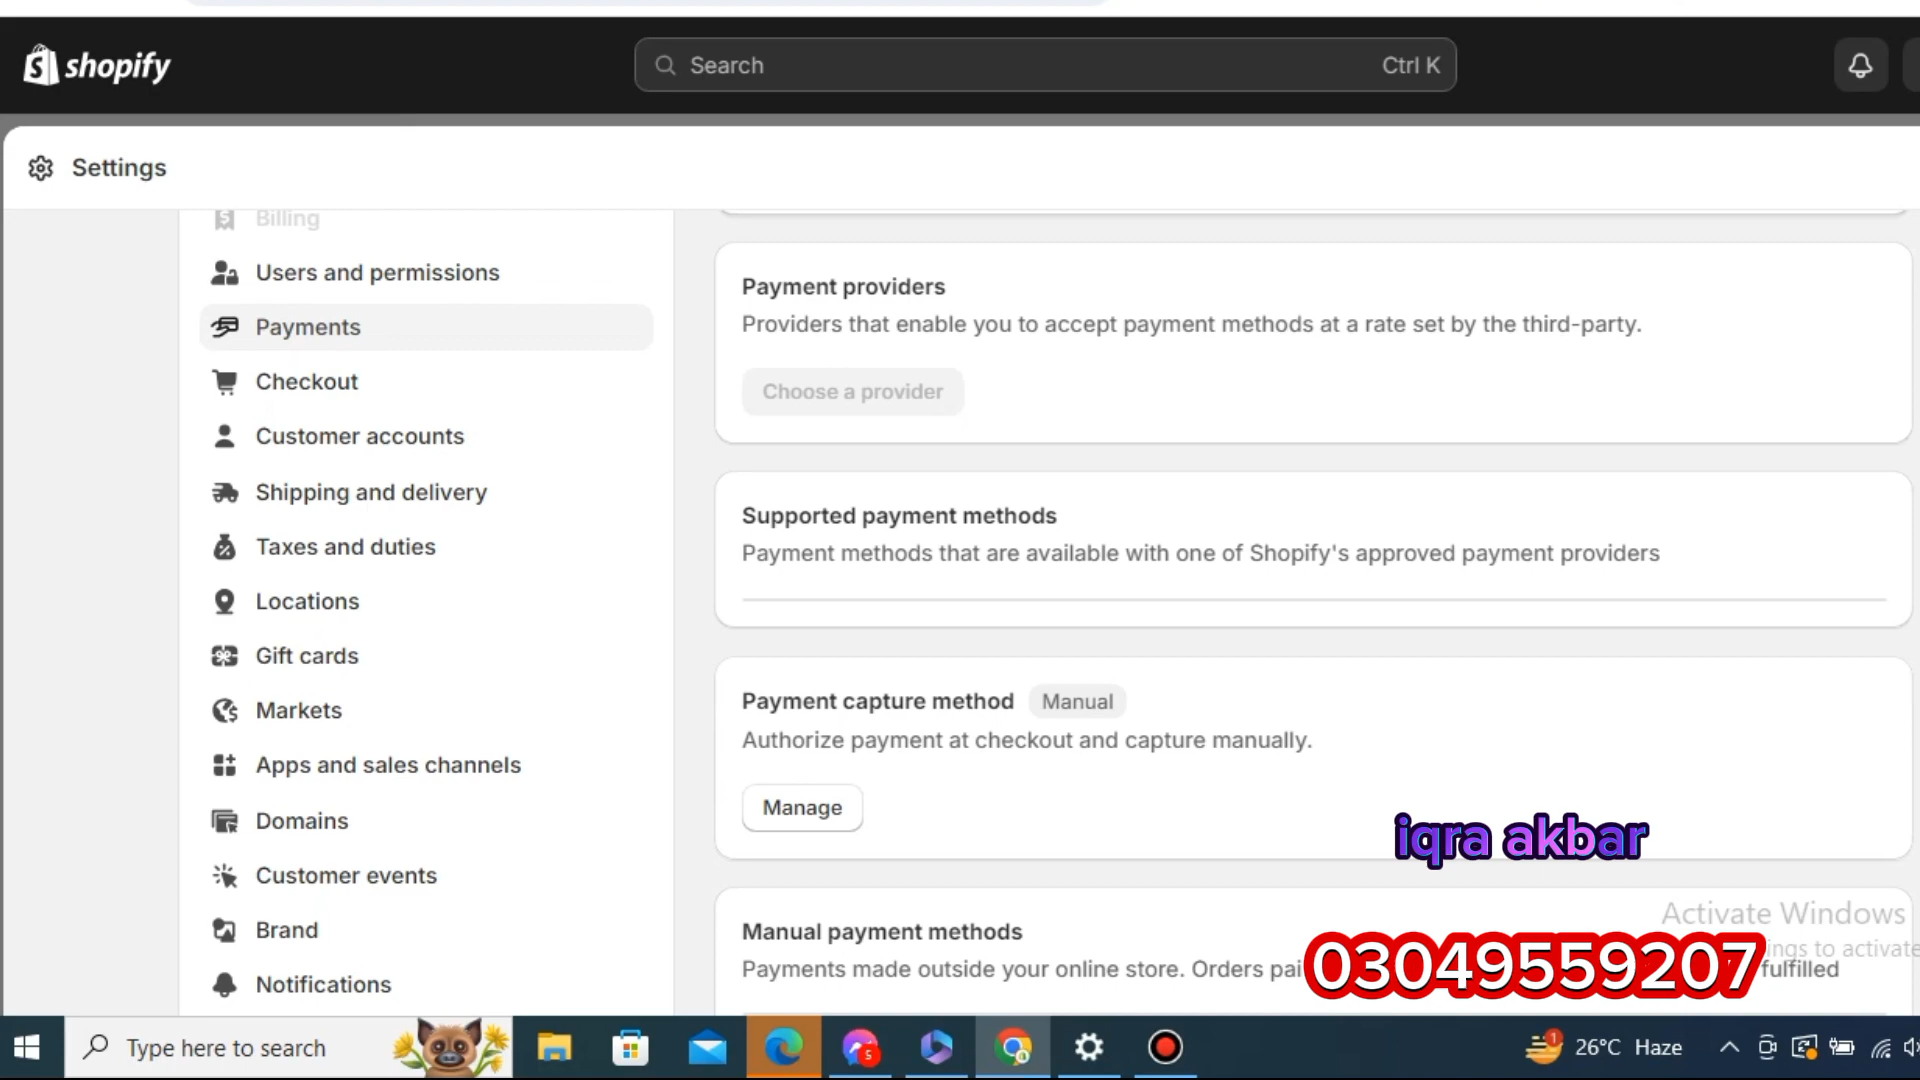 shopify
Search
Ctrl K
Settings
Billing
Users and permissions
Payments
Checkout
Customer accounts
Shipping and delivery
Taxes and duties
Locations
Gift cards
Markets
Apps and sales channels
Domains
Customer events
Brand
Notifications
Payment providers
Providers that enable you to accept payment methods at a rate set by the third-party.
Choose a provider
Supported payment methods
Payment methods that are available with one of Shopify's approved payment providers
Payment capture method Manual
Authorize payment at checkout and capture manually.
Manage
iqra akbar
Activate Windows
Manual payment methods
to activate
Payments made outside your online store. Orders
fulfilled
03049559207
Type here to search
26°C Haze